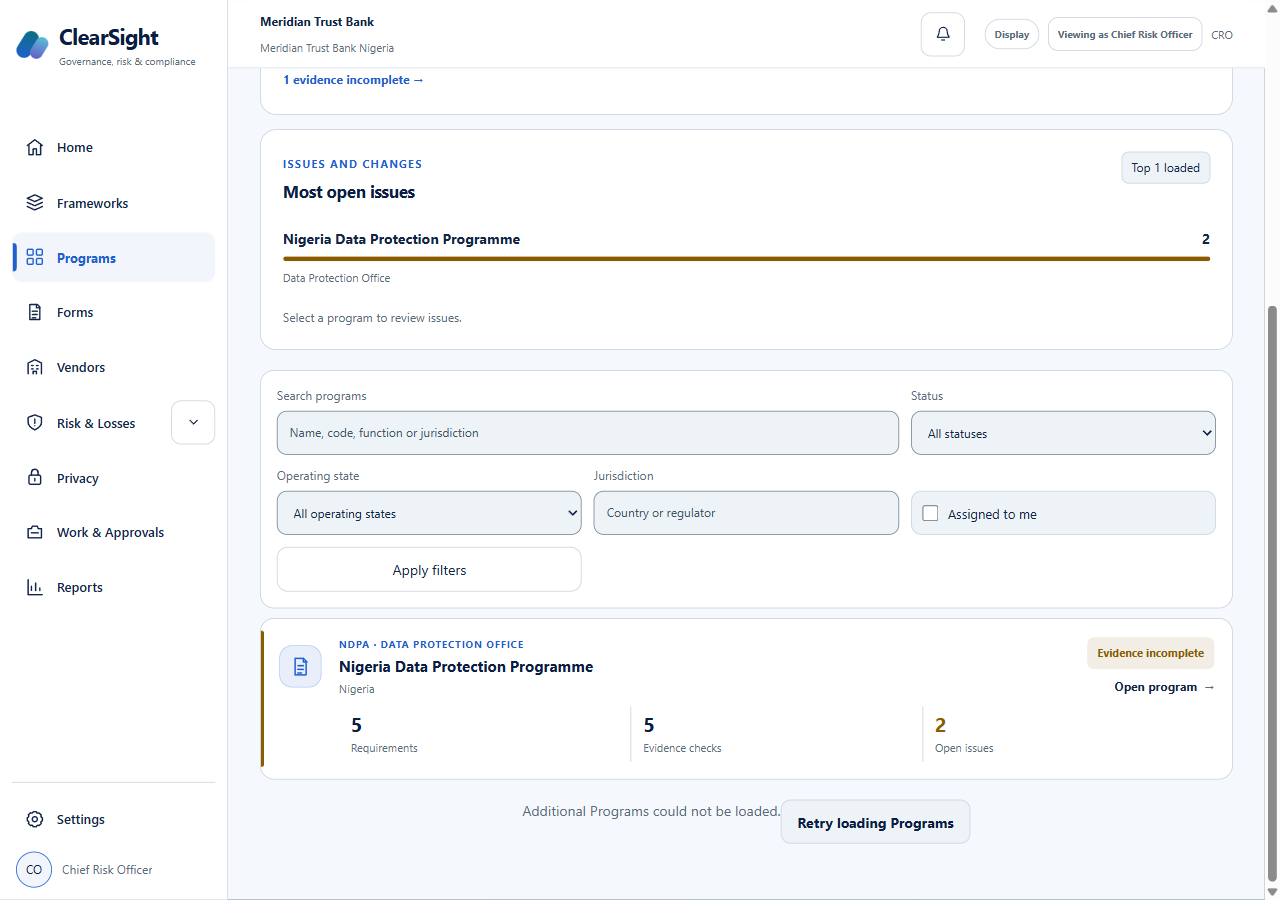 ClearSight
Governance, risk & compliance
Home
Frameworks
Programs
Forms
Vendors
Risk & Losses
Privacy
Work & Approvals
Reports
Settings
CO
Chief Risk Officer
Meridian Trust Bank
Meridian Trust Bank Nigeria
Display
Viewing as Chief Risk Officer
CRO
1 evidence incomplete →
ISSUES AND CHANGES
Most open issues
Top 1 loaded
Nigeria Data Protection Programme
2
Data Protection Office
Select a program to review issues.
Search programs
Name, code, function or jurisdiction
Status
All statuses
Operating state
All operating states
Jurisdiction
Country or regulator
Assigned to me
Apply filters
NDPA · DATA PROTECTION OFFICE
Nigeria Data Protection Programme
Nigeria
Evidence incomplete
Open program →
5
Requirements
5
Evidence checks
2
Open issues
Additional Programs could not be loaded.
Retry loading Programs